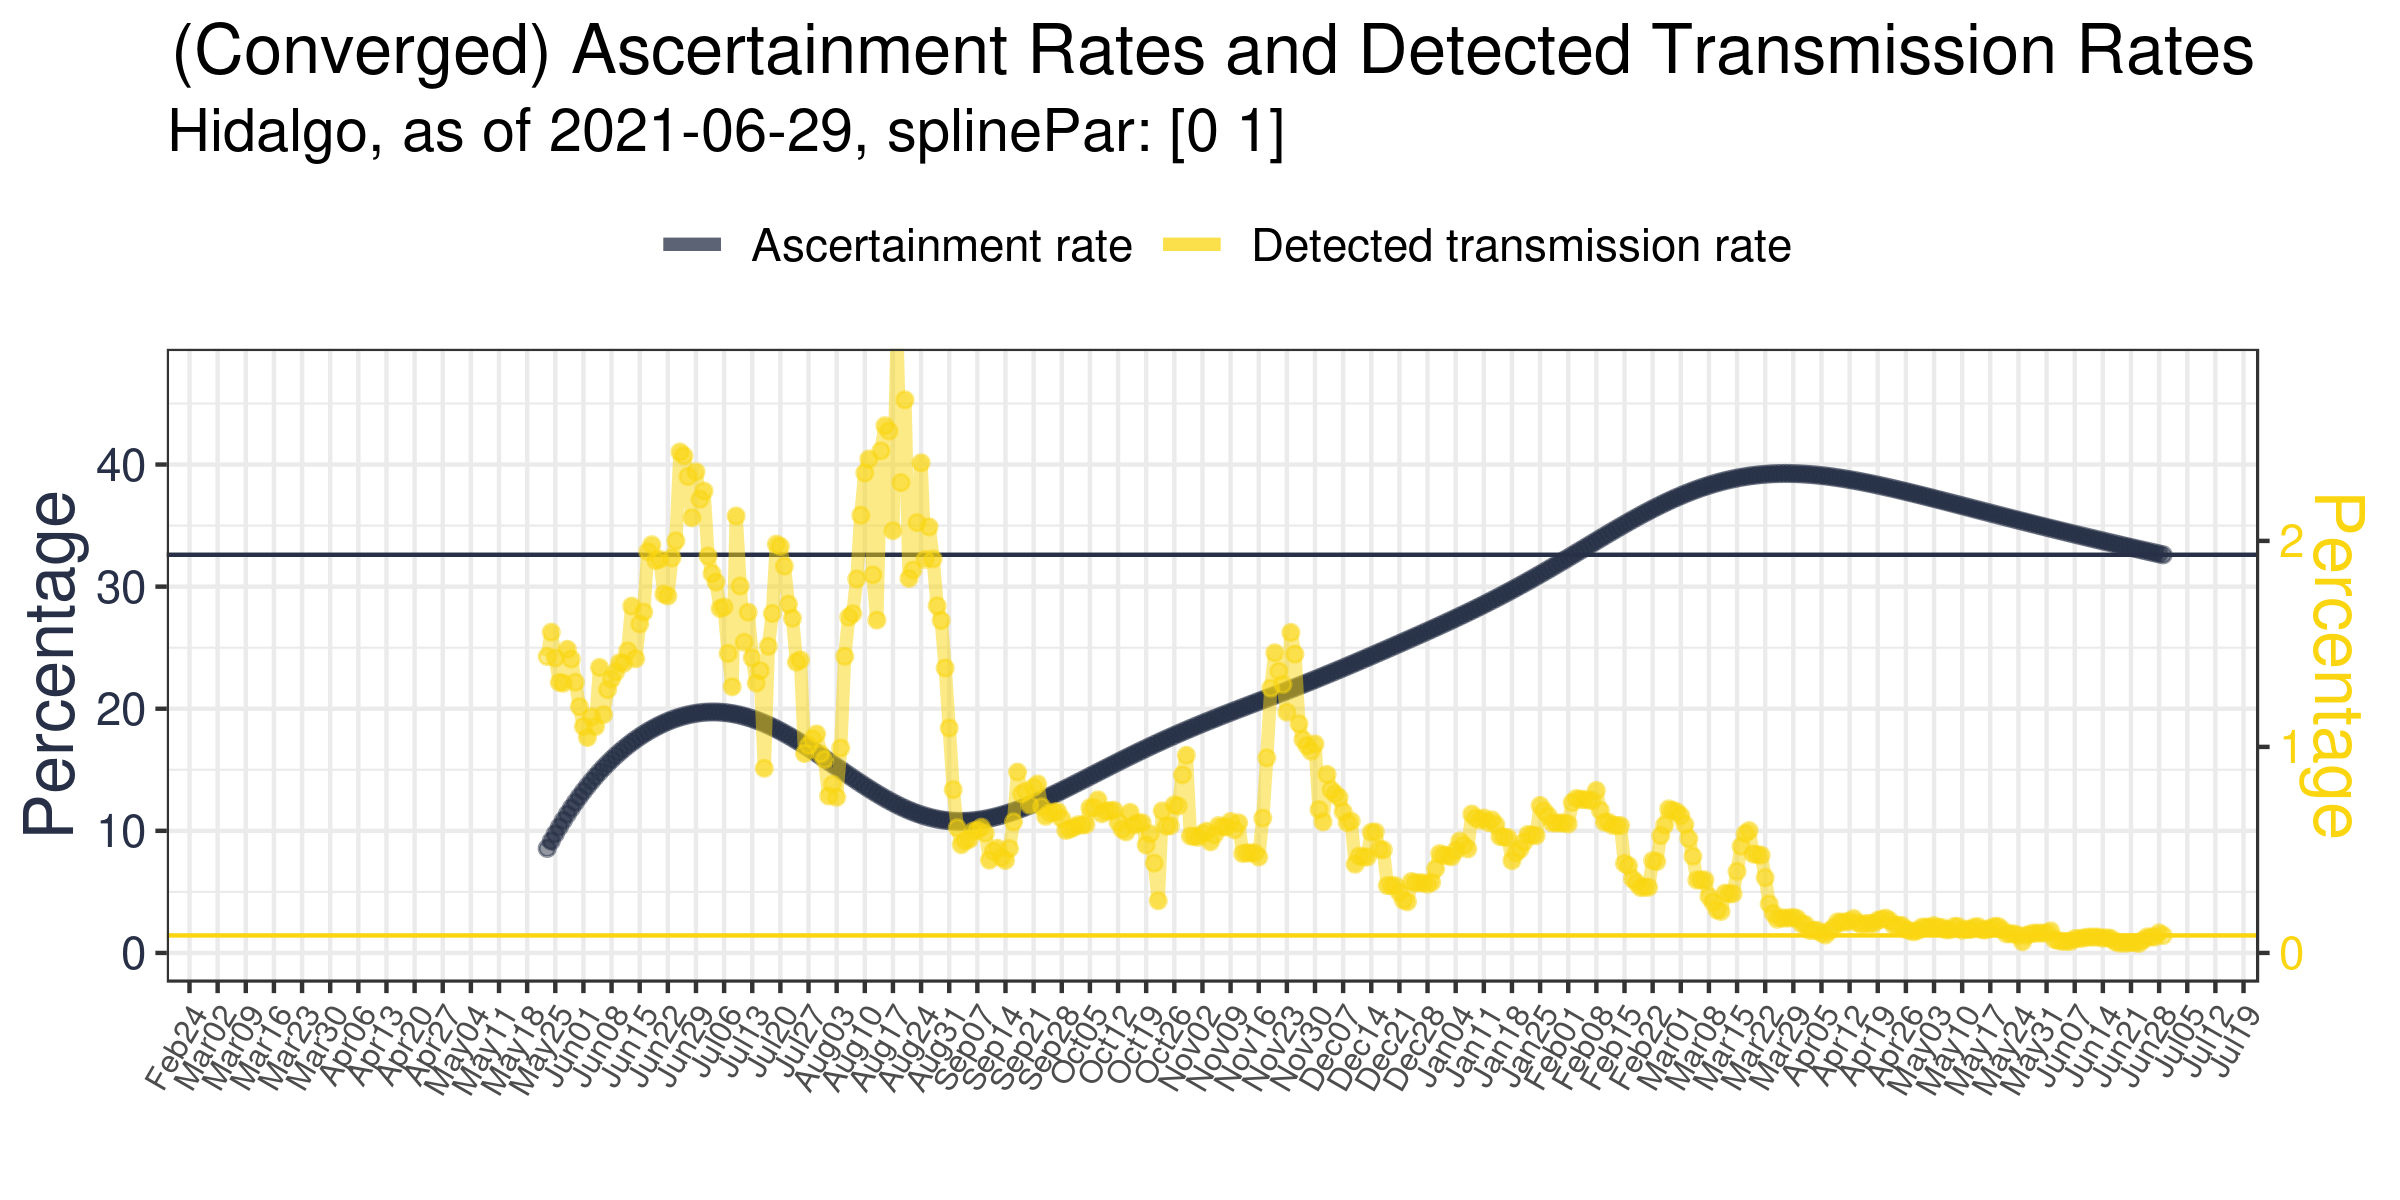 (Converged) Ascertainment Rates and Detected Transmission Rates
Hidalgo, as of 2021-06-29, splinePar: [0 1]
Ascertainment rate Detected transmission rate
Percentage
40
30
20
10
0
2
1
0
Percentage
Feb24 Mar02 Mar09 Mar16 Mar23 Mar30 Apr06 Apr13 Apr20 Apr27 May04 May11 May18 May25 Jun01 Jun08 Jun15 Jun22 Jun29 Jul06 Jul13 Jul20 Jul27 Aug03 Aug10 Aug17 Aug24 Aug31 Sep07 Sep14 Sep21 Sep28 Oct05 Oct12 Oct19 Oct26 Nov02 Nov09 Nov16 Nov23 Nov30 Dec07 Dec14 Dec21 Dec28 Jan04 Jan11 Jan18 Jan25 Feb01 Feb08 Feb15 Feb22 Mar01 Mar08 Mar15 Mar22 Mar29 Apr05 Apr12 Apr19 Apr26 May03 May10 May17 May24 May31 Jun07 Jun14 Jun21 Jun28 Jul05 Jul12 Jul19